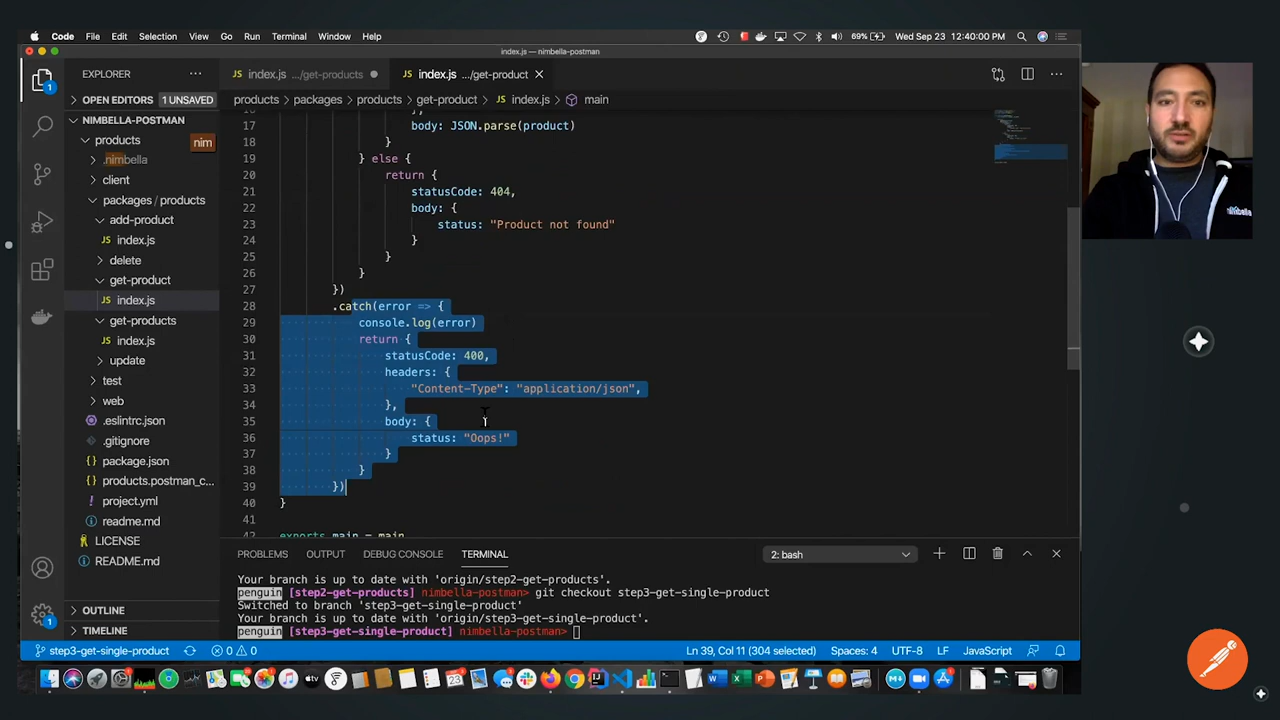 Code File Edit Selection View Go Run Terminal Window Help 69% Wed Sep 23 12:40:00
index.js — nimbella-postman
EXPLORER index.js .../get-products index.js .../get-product
OPEN EDITORS 1 UNSAVED products packages products get-product index.js main
NIMBELLA-POSTMAN
products nim
.nimbella
client
packages / products
add-product
index.js
delete
get-product
index.js
get-products
index.js
update
test
web
.eslintrc.json
.gitignore
package.json
products.postman_c...
project.yml
readme.md
LICENSE
README.md
OUTLINE
TIMELINE
16 },
17 body: JSON.parse(product)
18 }
19 } else {
20 return {
21 statusCode: 404,
22 body: {
23 status: "Product not found"
24 }
25 }
26 }
27 })
28 .catch(error => {
29 console.log(error)
30 return {
31 statusCode: 400,
32 headers: {
33 "Content-Type": "application/json",
34 },
35 body: {
36 status: "Oops!"
37 }
38 }
39 })
40 }
41
42 exports.main = main
PROBLEMS OUTPUT DEBUG CONSOLE TERMINAL 2: bash
Your branch is up to date with 'origin/step2-get-products'.
penguin [step2-get-products] nimbella-postman> git checkout step3-get-single-product
Switched to branch 'step3-get-single-product'
Your branch is up to date with 'origin/step3-get-single-product'.
penguin [step3-get-single-product] nimbella-postman>
step3-get-single-product 0 0 Ln 39, Col 11 (304 selected) Spaces: 4 UTF-8 LF JavaScript